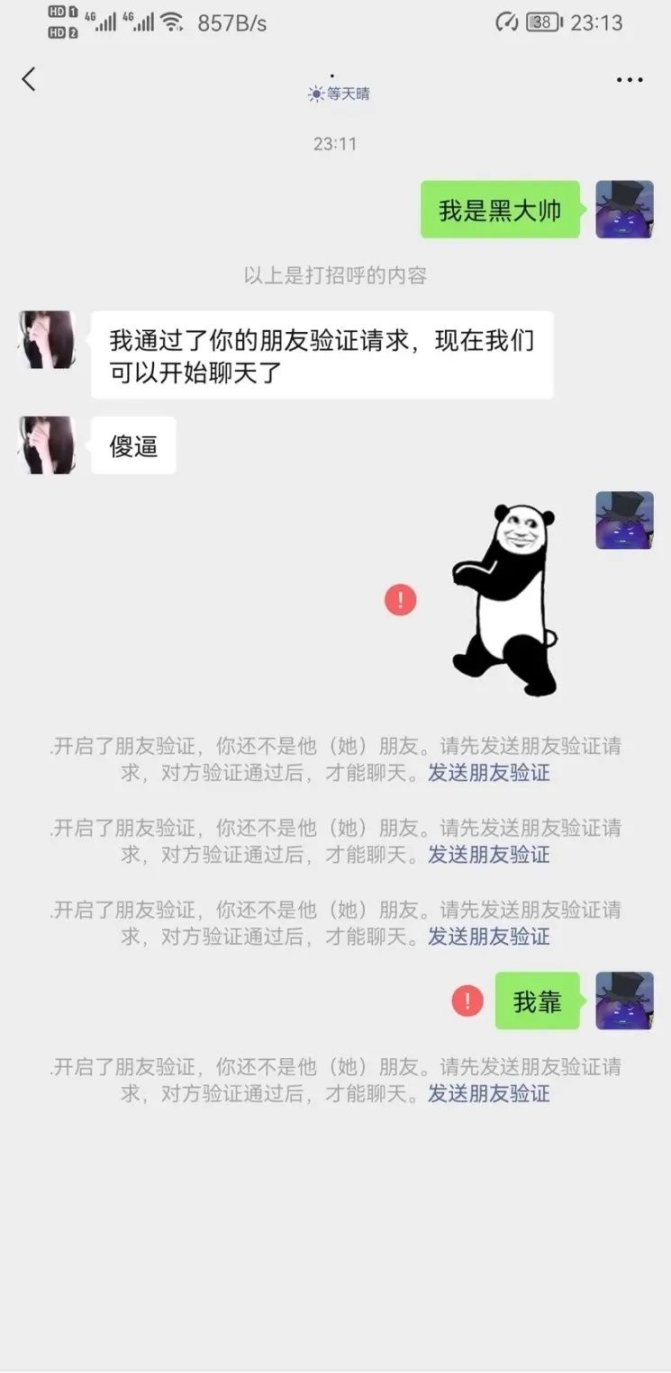 HD 1 4G 4G 857B/s 38 23:13
HD 2
.
等天晴
23:11
我是黑大帅
以上是打招呼的内容
我通过了你的朋友验证请求，现在我们
可以开始聊天了
傻逼
!
.开启了朋友验证，你还不是他（她）朋友。请先发送朋友验证请
求，对方验证通过后，才能聊天。发送朋友验证
.开启了朋友验证，你还不是他（她）朋友。请先发送朋友验证请
求，对方验证通过后，才能聊天。发送朋友验证
.开启了朋友验证，你还不是他（她）朋友。请先发送朋友验证请
求，对方验证通过后，才能聊天。发送朋友验证
! 我靠
.开启了朋友验证，你还不是他（她）朋友。请先发送朋友验证请
求，对方验证通过后，才能聊天。发送朋友验证